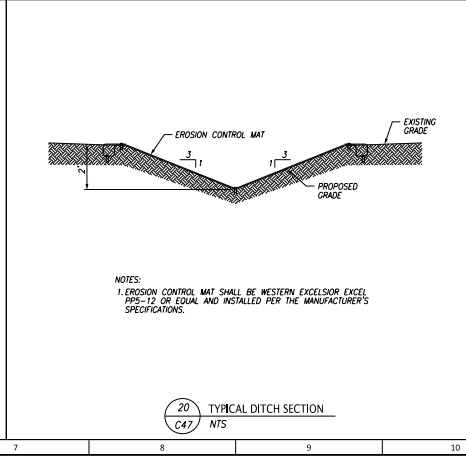 EROSION CONTROL MAT
EXISTING
GRADE
3
1
3
1
2'
PROPOSED
GRADE
NOTES:
1. EROSION CONTROL MAT SHALL BE WESTERN EXCELSIOR EXCEL
PP5-12 OR EQUAL AND INSTALLED PER THE MANUFACTURER'S
SPECIFICATIONS.
20 TYPICAL DITCH SECTION
C47 NTS
7 8 9 10